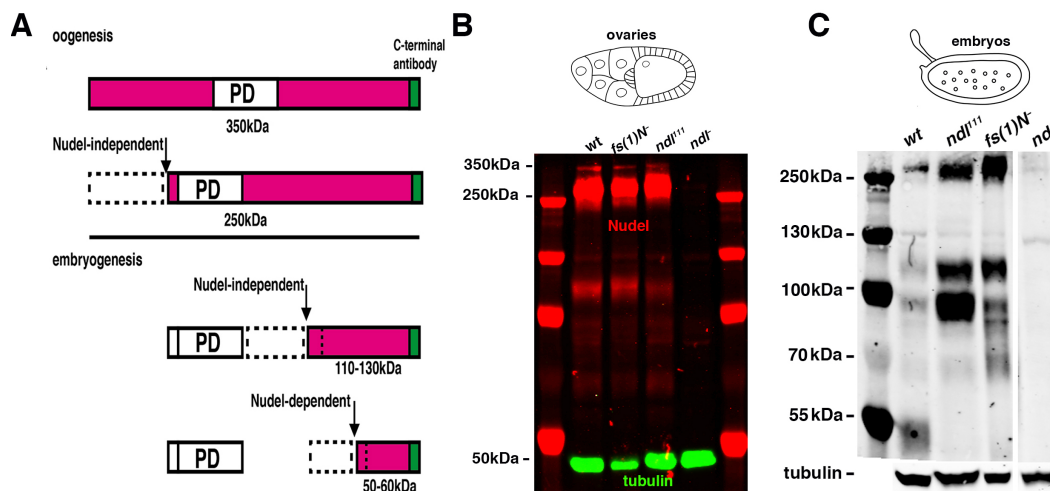 A
oogenesis
C-terminal
antibody
PD
350kDa
Nudel-independent
PD
250kDa
embryogenesis
Nudel-independent
PD
110-130kDa
Nudel-dependent
PD
50-60kDa
B
ovaries
wt fs(1)N- ndl111 ndl-
350kDa
250kDa
Nudel
50kDa
tubulin
C
embryos
wt ndl111 fs(1)N- nd
250kDa
130kDa
100kDa
70kDa
55kDa
tubulin